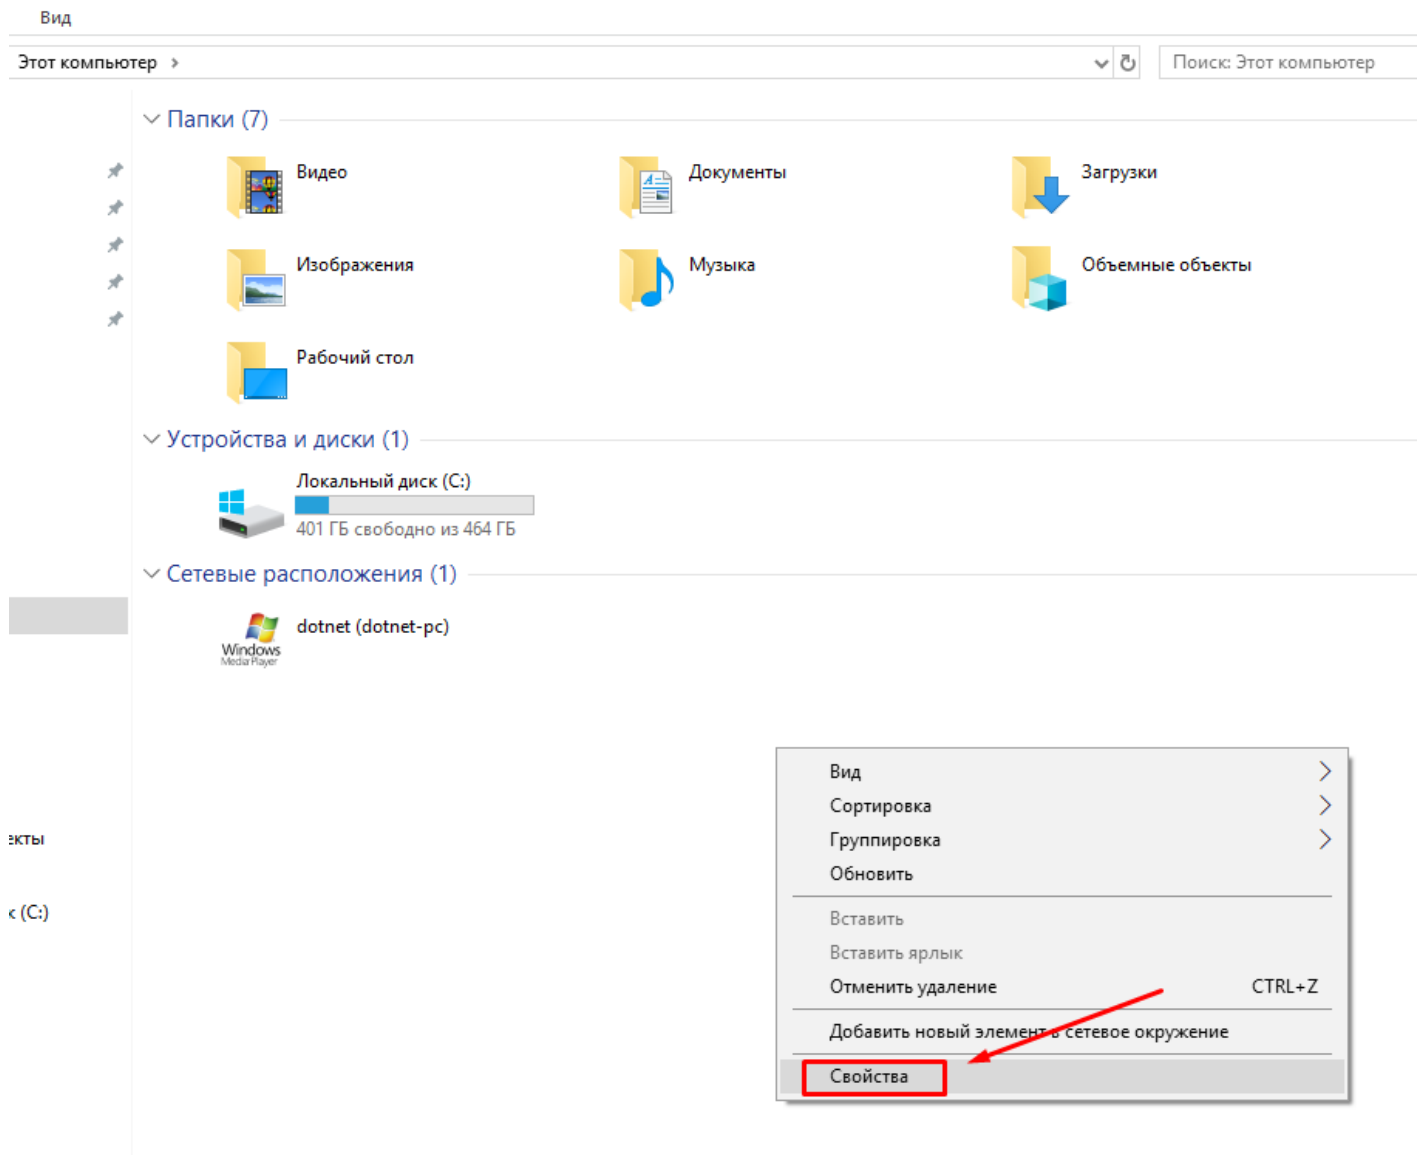 Вид
Этот компьютер
Поиск: Этот компьютер
Папки (7)
Видео
Документы
Загрузки
Изображения
Музыка
Объемные объекты
Рабочий стол
Устройства и диски (1)
Локальный диск (C:)
401 ГБ свободно из 464 ГБ
Сетевые расположения (1)
dotnet (dotnet-pc)
Windows
Media Player
Вид
Сортировка
Группировка
екты
Обновить
к (C:)
Вставить
Вставить ярлык
Отменить удаление CTRL+Z
Добавить новый элемент в сетевое окружение
Свойства